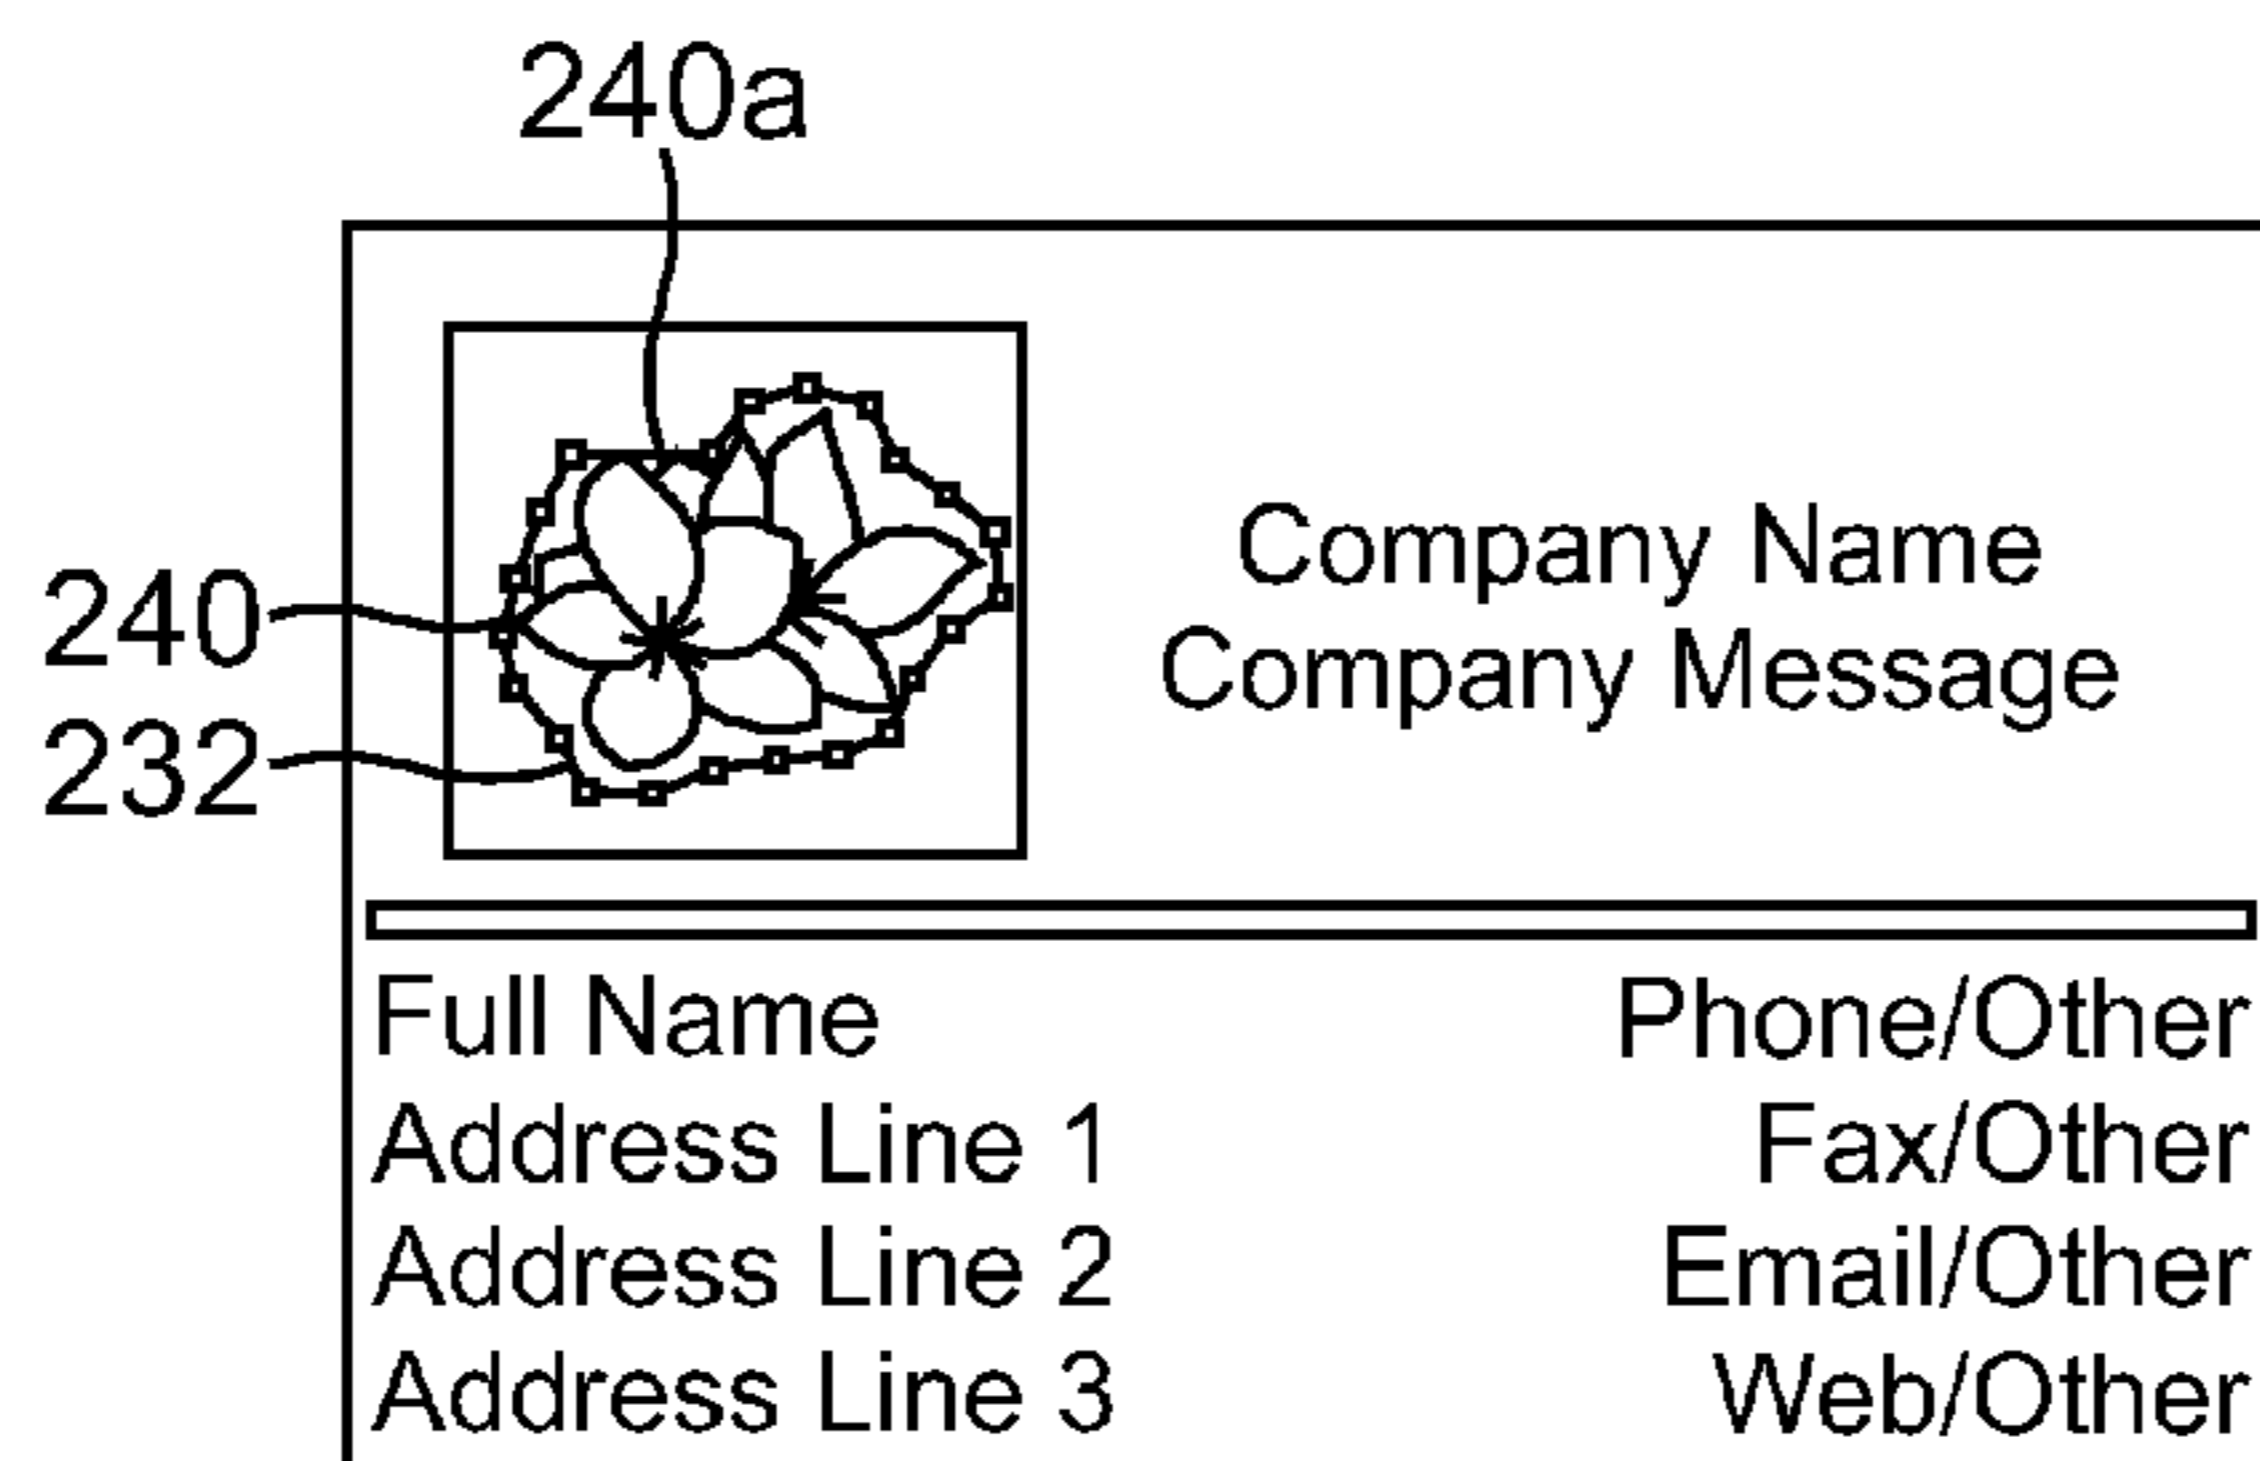 240a
240
232
Company Name
Company Message
Full Name
Phone/Other
Address Line 1
Fax/Other
Address Line 2
Email/Other
Address Line 3
Web/Other